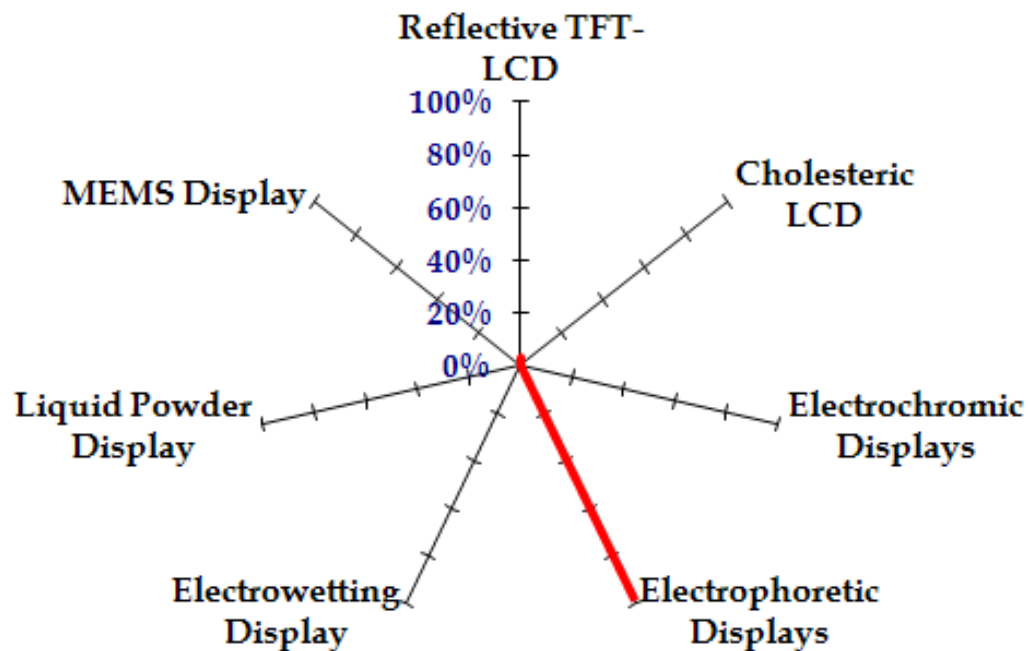 Reflective TFT-
LCD
100%
80%
60%
40%
20%
0%
Cholesteric
LCD
Electrochromic
Displays
Electrophoretic
Displays
Electrowetting
Display
Liquid Powder
Display
MEMS Display